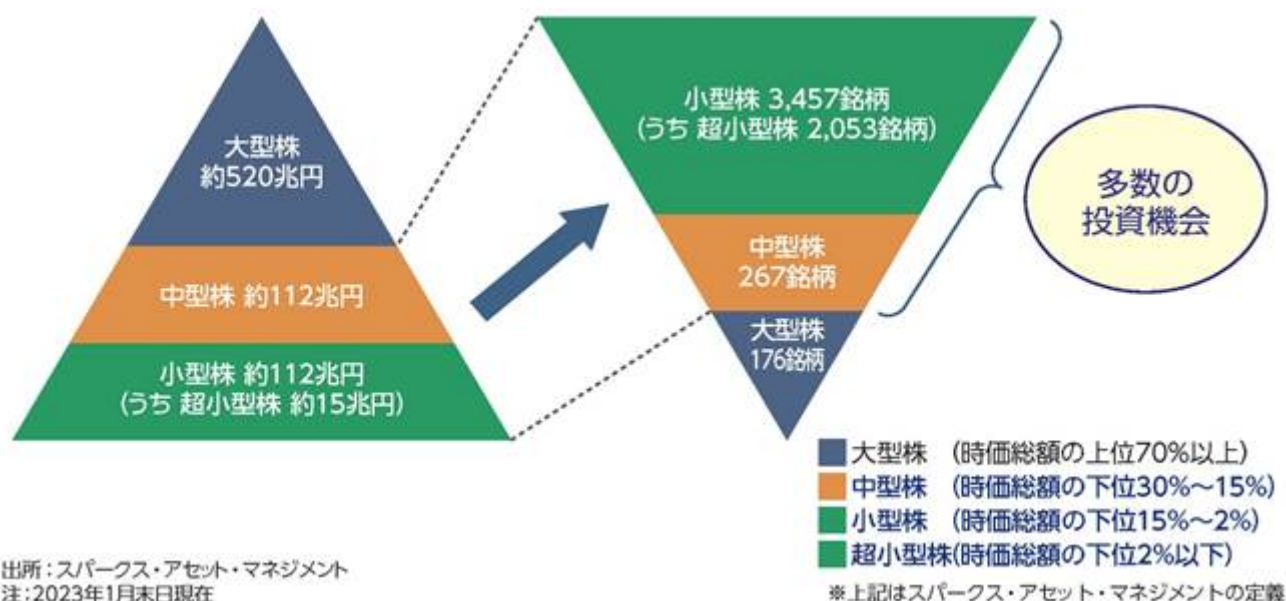 大型株
約520兆円
中型株 約112兆円
小型株 約112兆円
(うち 超小型株 約15兆円)
小型株 3,457銘柄
(うち 超小型株 2,053銘柄)
中型株
267銘柄
大型株
176銘柄
多数の
投資機会
大型株 (時価総額の上位70%以上)
中型株 (時価総額の下位30%~15%)
小型株 (時価総額の下位15%~2%)
超小型株(時価総額の下位2%以下)
出所:スパークス・アセット・マネジメント
注:2023年1月末日現在
※上記はスパークス・アセット・マネジメントの定義